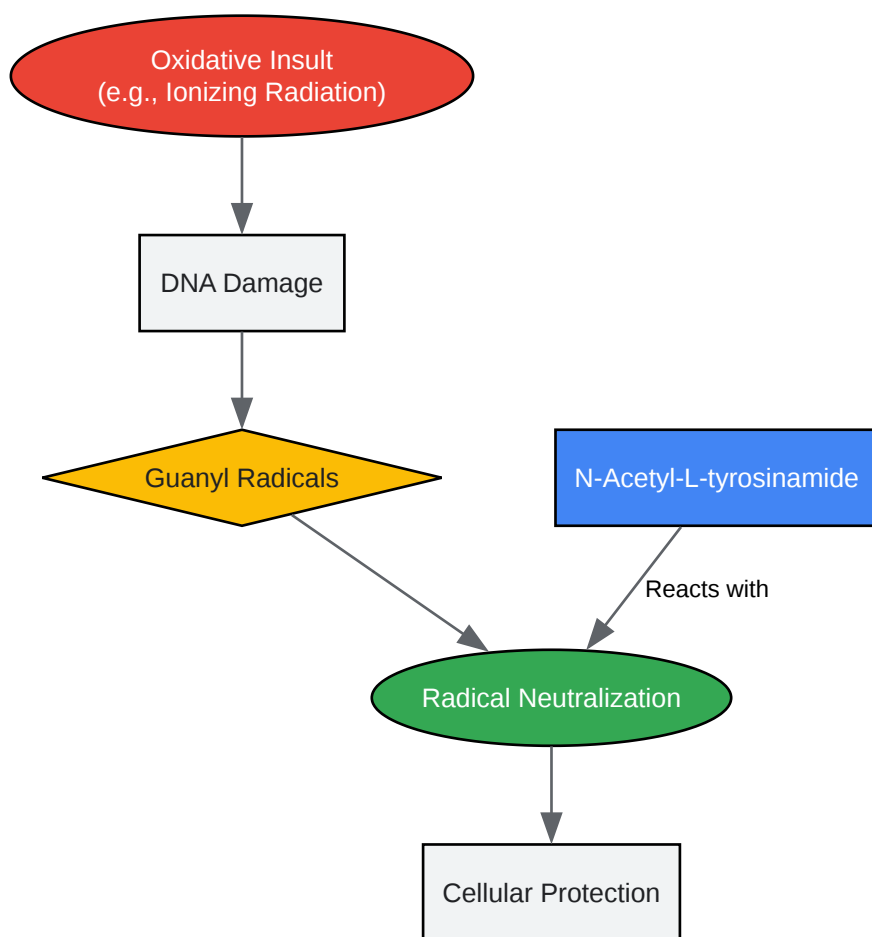 Oxidative Insult
(e.g., Ionizing Radiation)
DNA Damage
Guanyl Radicals
N-Acetyl-L-tyrosinamide
Reacts with
Radical Neutralization
Cellular Protection